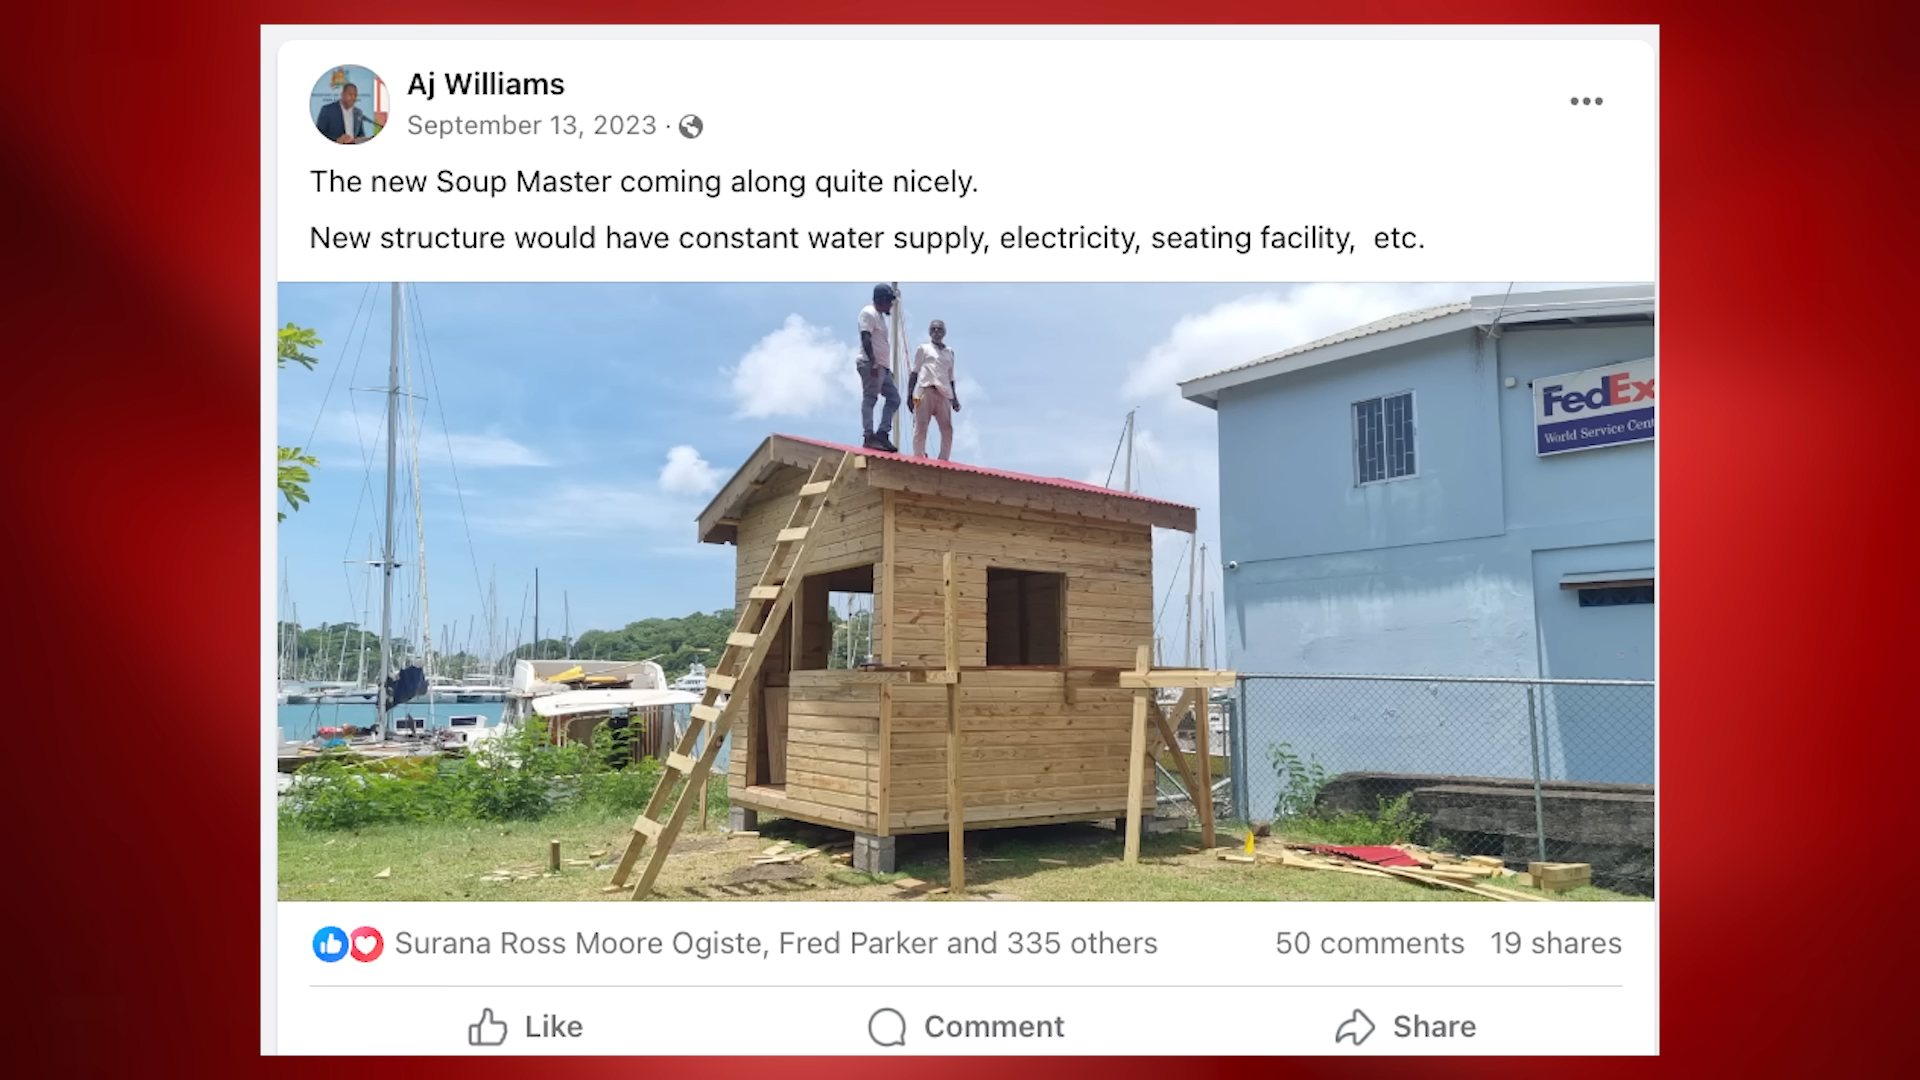 Aj Williams
September 13, 2023 ·
The new Soup Master coming along quite nicely.
New structure would have constant water supply, electricity, seating facility, etc.
FedEx
World Service
Surana Ross Moore Ogiste, Fred Parker and 335 others
50 comments 19 shares
Like Comment Share